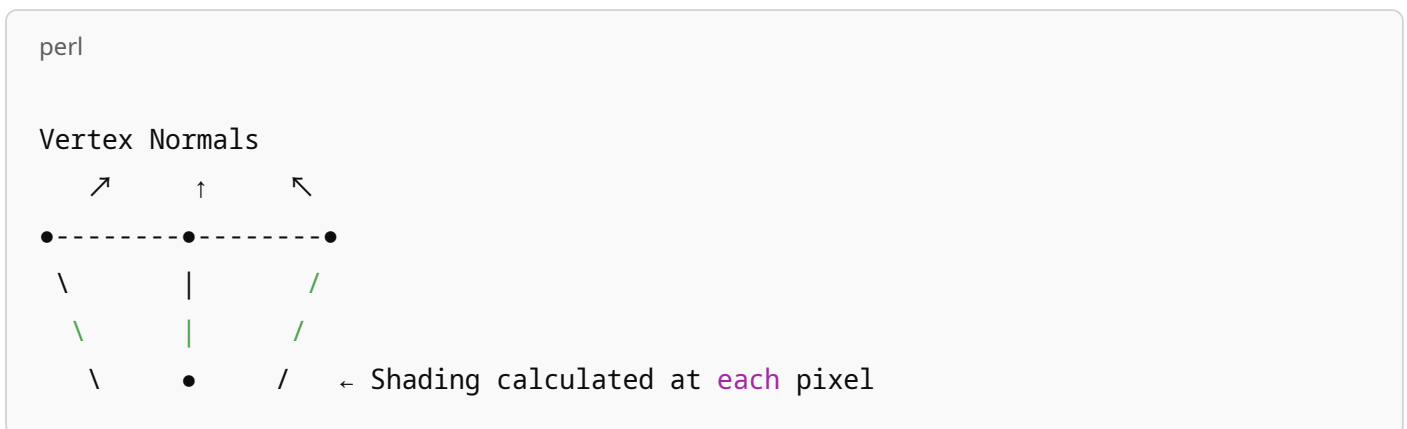 perl
Vertex Normals
    ↗      ↑      ↖
●--------●--------●
 \       |       /
  \      |      /
   \     ●     /   ← Shading calculated at each pixel